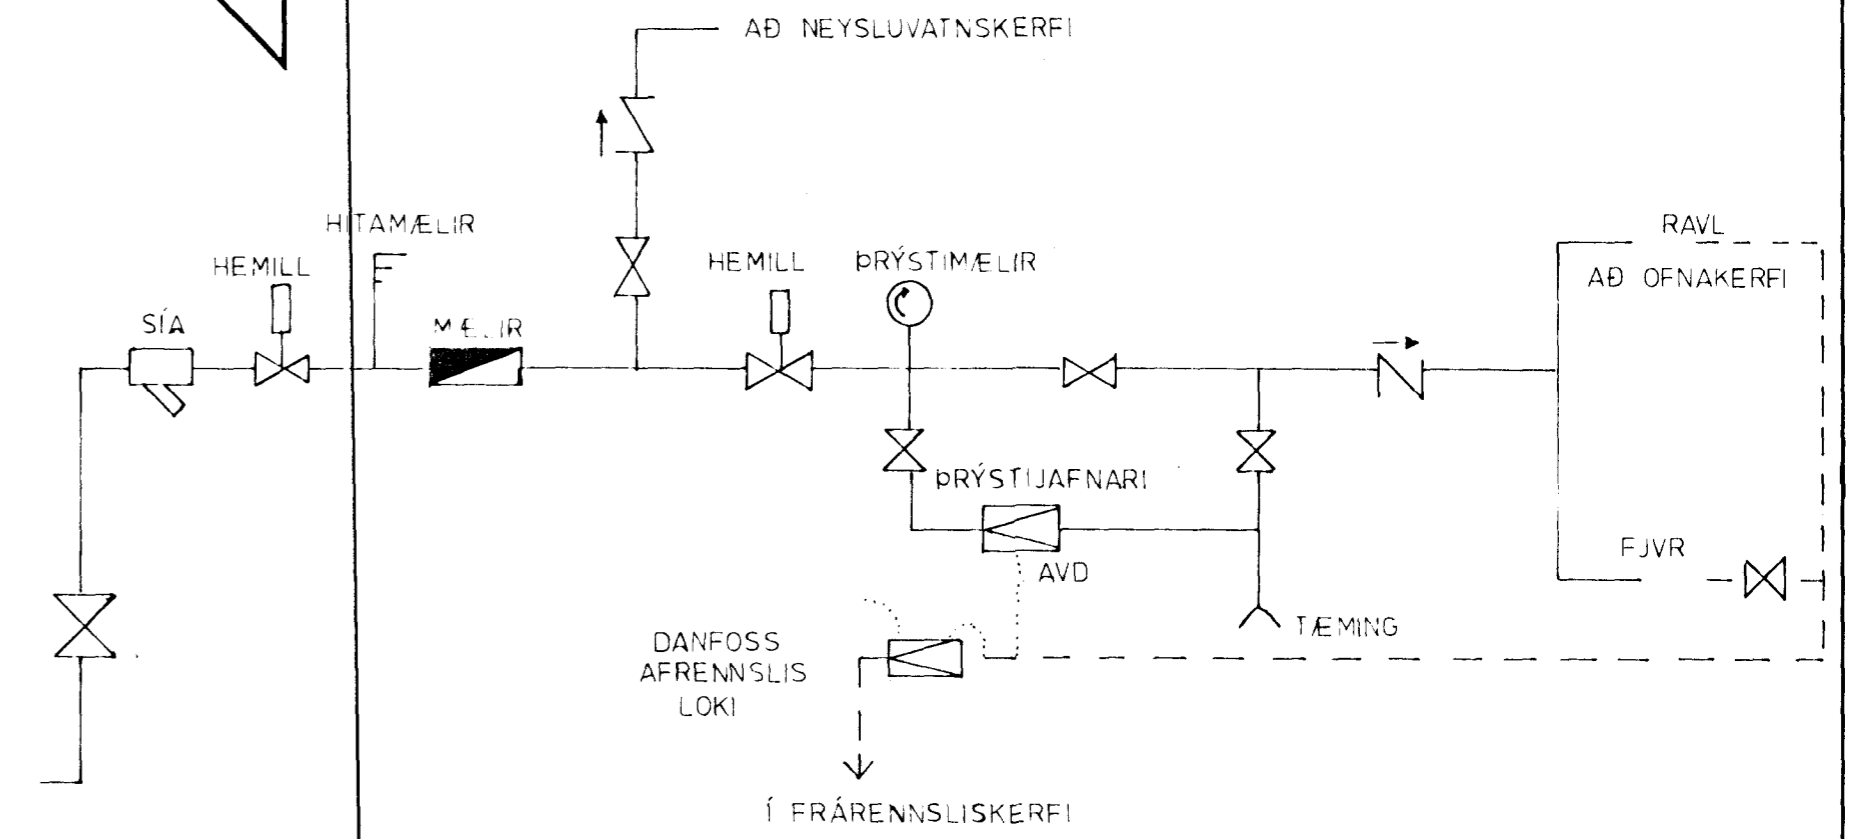 AÐ NEYSLUVATNSKERFI
HITAMÆLIR
RAVL
HEMILL
HEMILL
ÞRÝSTIMÆLIR
AÐ OFNAKERFI
SÍA
MÆLIR
ÞRÝSTIJAFNARI
FJVR
AVD
TÆMING
DANFOSS
AFRENNSLIS
LOKI
Í FRÁRENNSLISKERFI